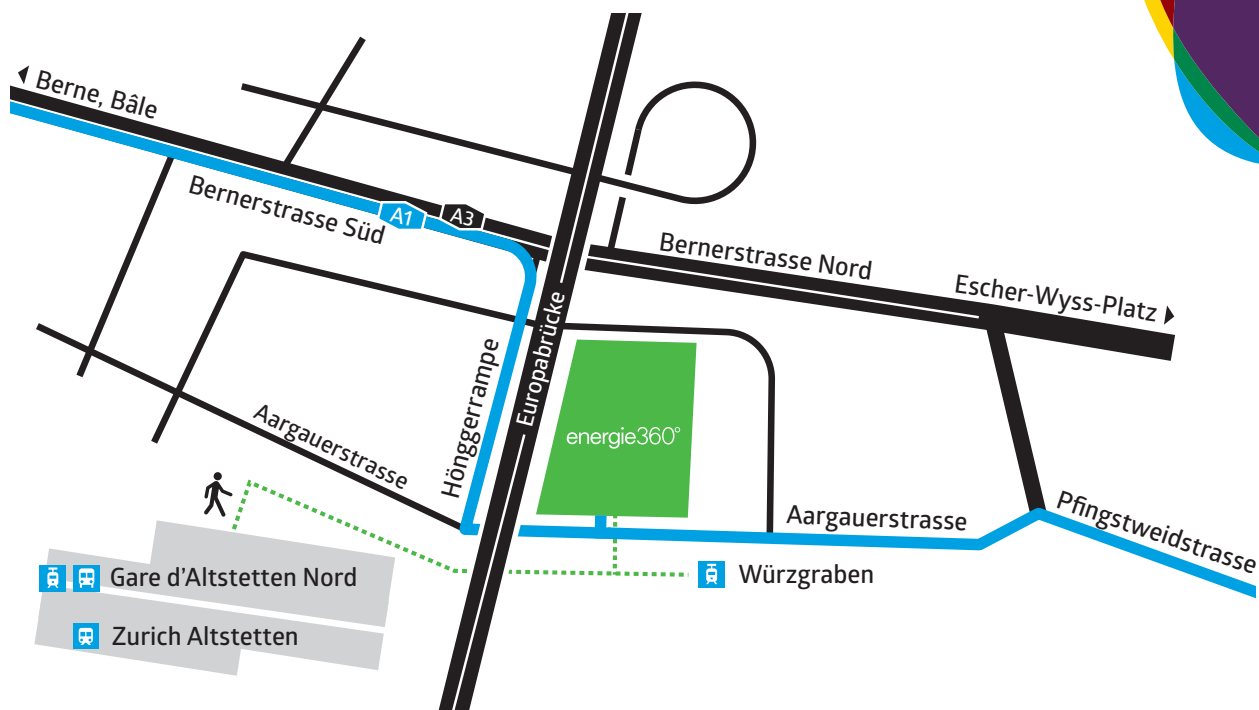 Berne, Bâle
Bernerstrasse Süd
A1
A3
Bernerstrasse Nord
Escher-Wyss-Platz
Europabrücke
Hönggerrampe
Aargauerstrasse
energie360°
Aargauerstrasse
Pfingstweidstrasse
Würzgraben
Gare d'Altstetten Nord
Zurich Altstetten